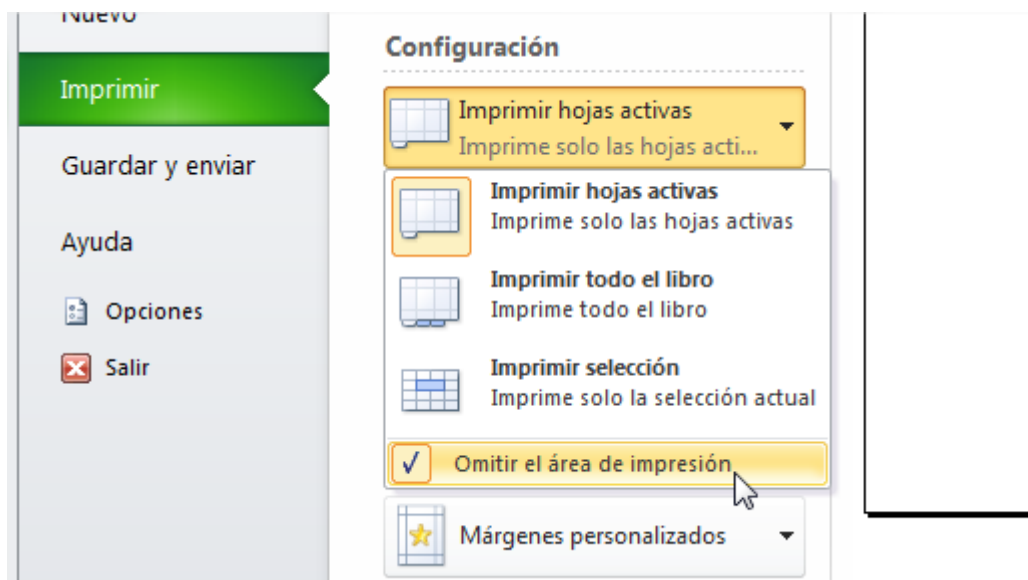 Nuevo
Imprimir
Guardar y enviar
Ayuda
Opciones
Salir
Configuración
Imprimir hojas activas
Imprime solo las hojas acti...
Imprimir hojas activas
Imprime solo las hojas activas
Imprimir todo el libro
Imprime todo el libro
Imprimir selección
Imprime solo la selección actual
Omitir el área de impresión
Márgenes personalizados